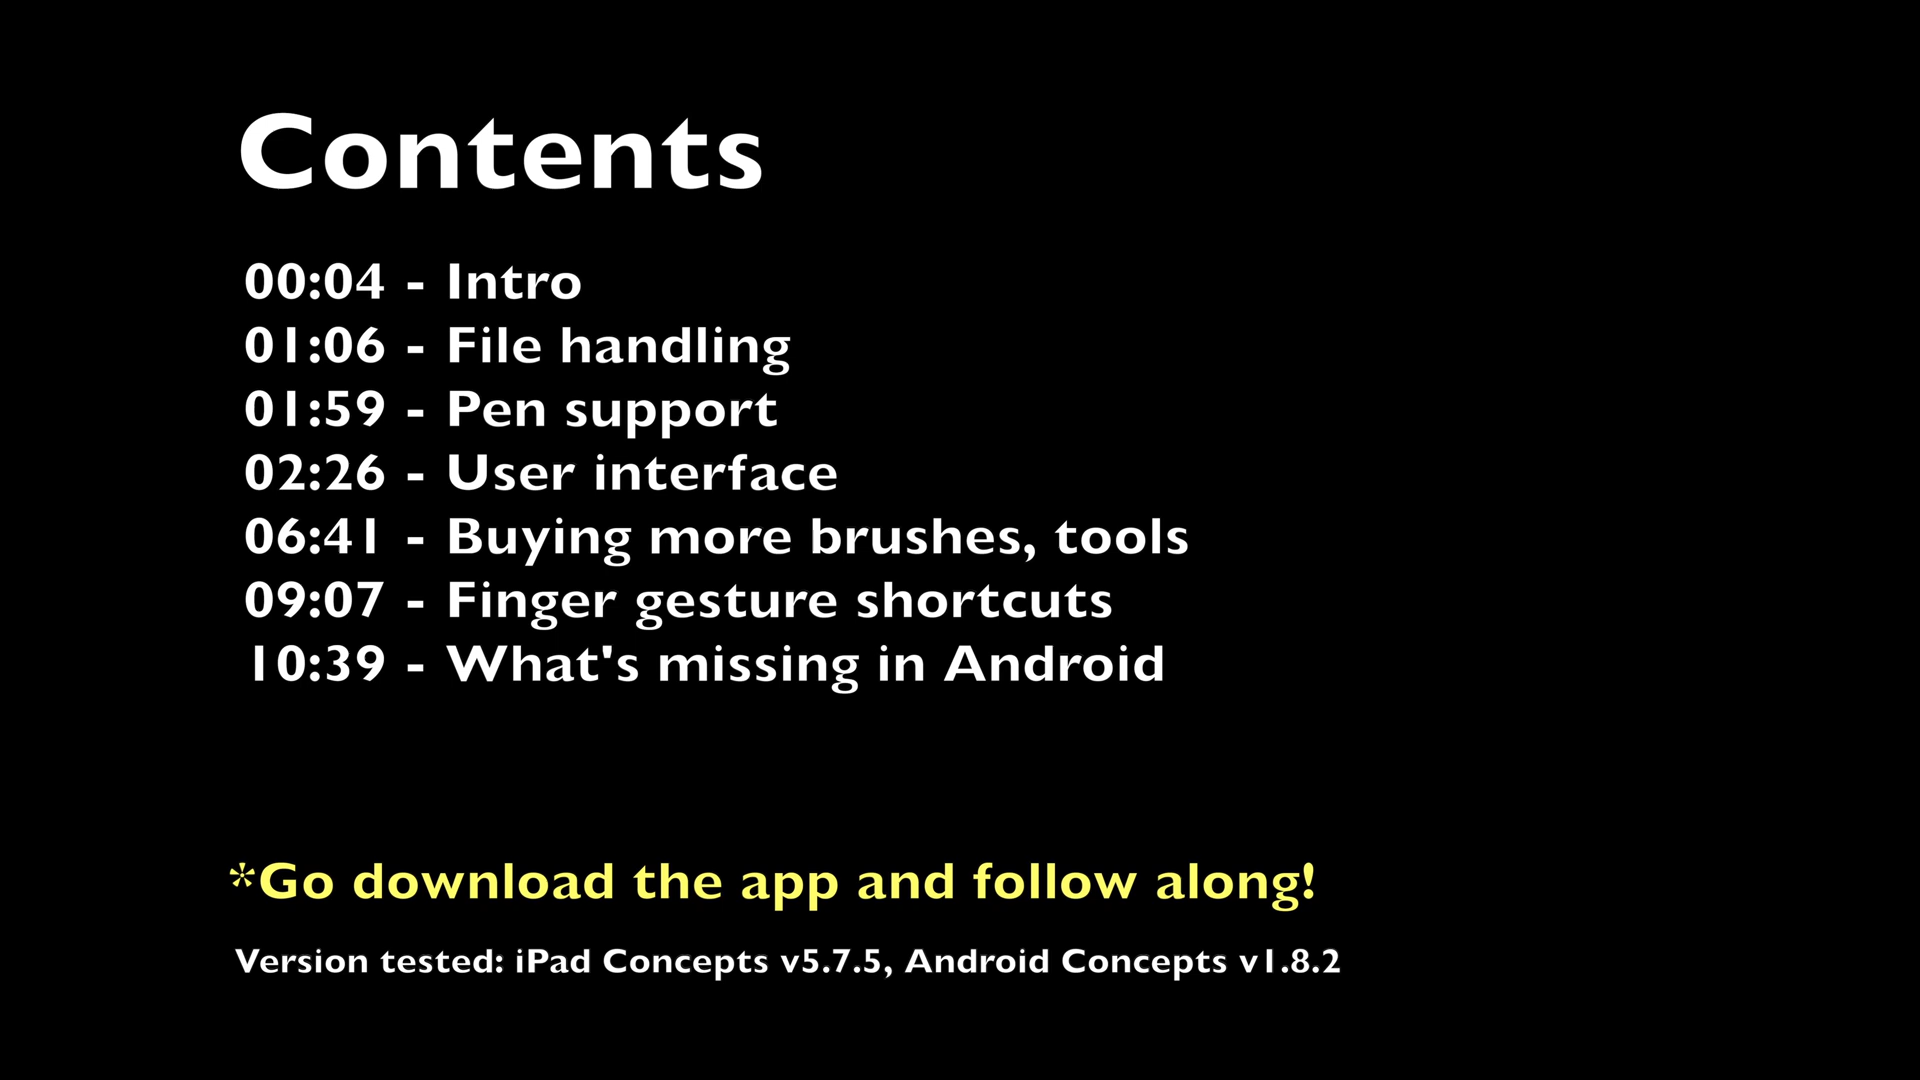 Contents
00:04 - Intro
01:06 - File handling
01:59 - Pen support
02:26 - User interface
06:41 - Buying more brushes, tools
09:07 - Finger gesture shortcuts
10:39 - What's missing in Android
*Go download the app and follow along!
Version tested: iPad Concepts v5.7.5, Android Concepts v1.8.2